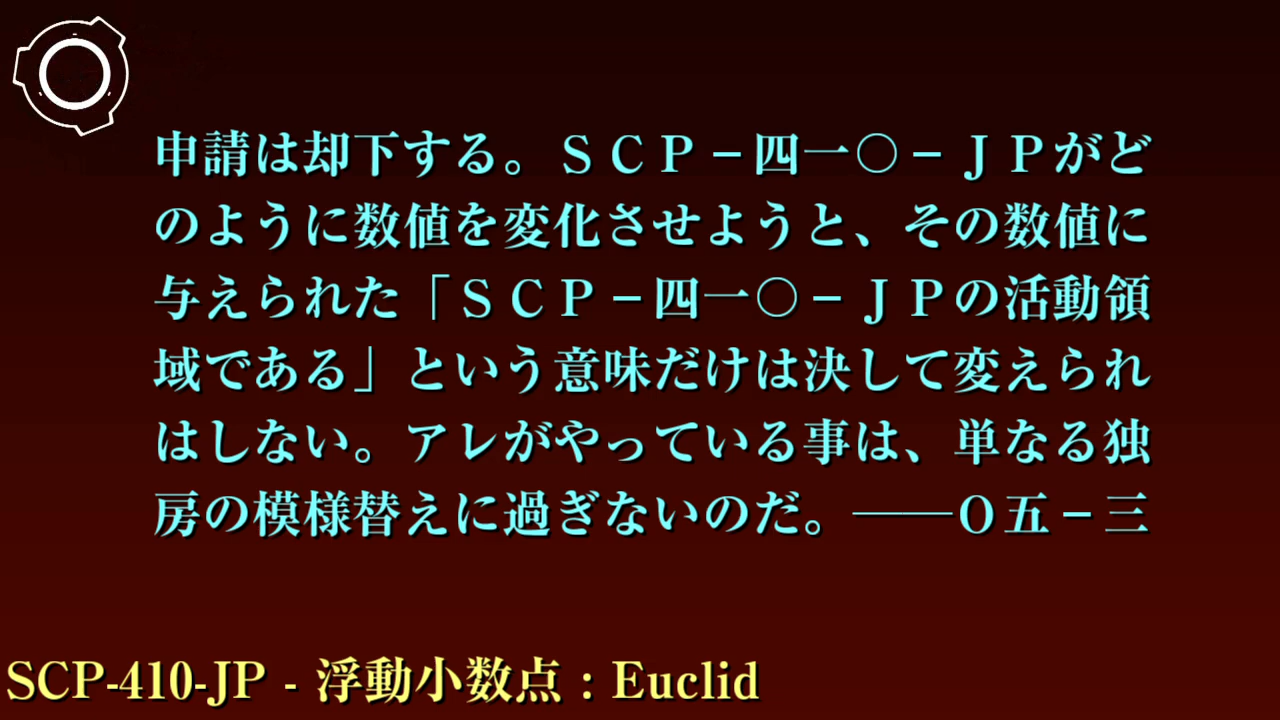 申請は却下する。ＳＣＰ－四一〇－ＪＰがど
のように数値を変化させようと、その数値に
与えられた「ＳＣＰ－四一〇－ＪＰの活動領
域である」という意味だけは決して変えられ
はしない。アレがやっている事は、単なる独
房の模様替えに過ぎないのだ。――Ｏ五－三
SCP-410-JP - 浮動小数点 : Euclid